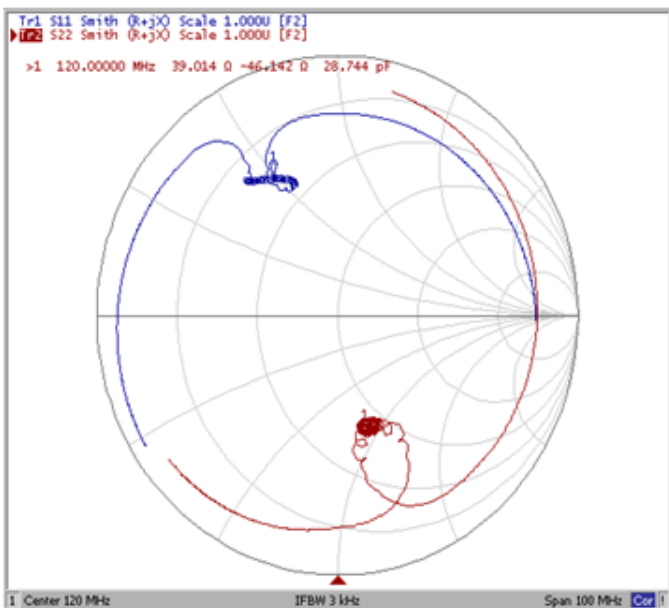 Tr1 S11 Smith (R+jX) Scale 1.000U [F2]
Tr2 S22 Smith (R+jX) Scale 1.000U [F2]
>1 120.00000 MHz 39.014 Ω -46.142 Ω 28.744 pF
1 Center 120 MHz IFBW 3 kHz Span 100 MHz Cor !